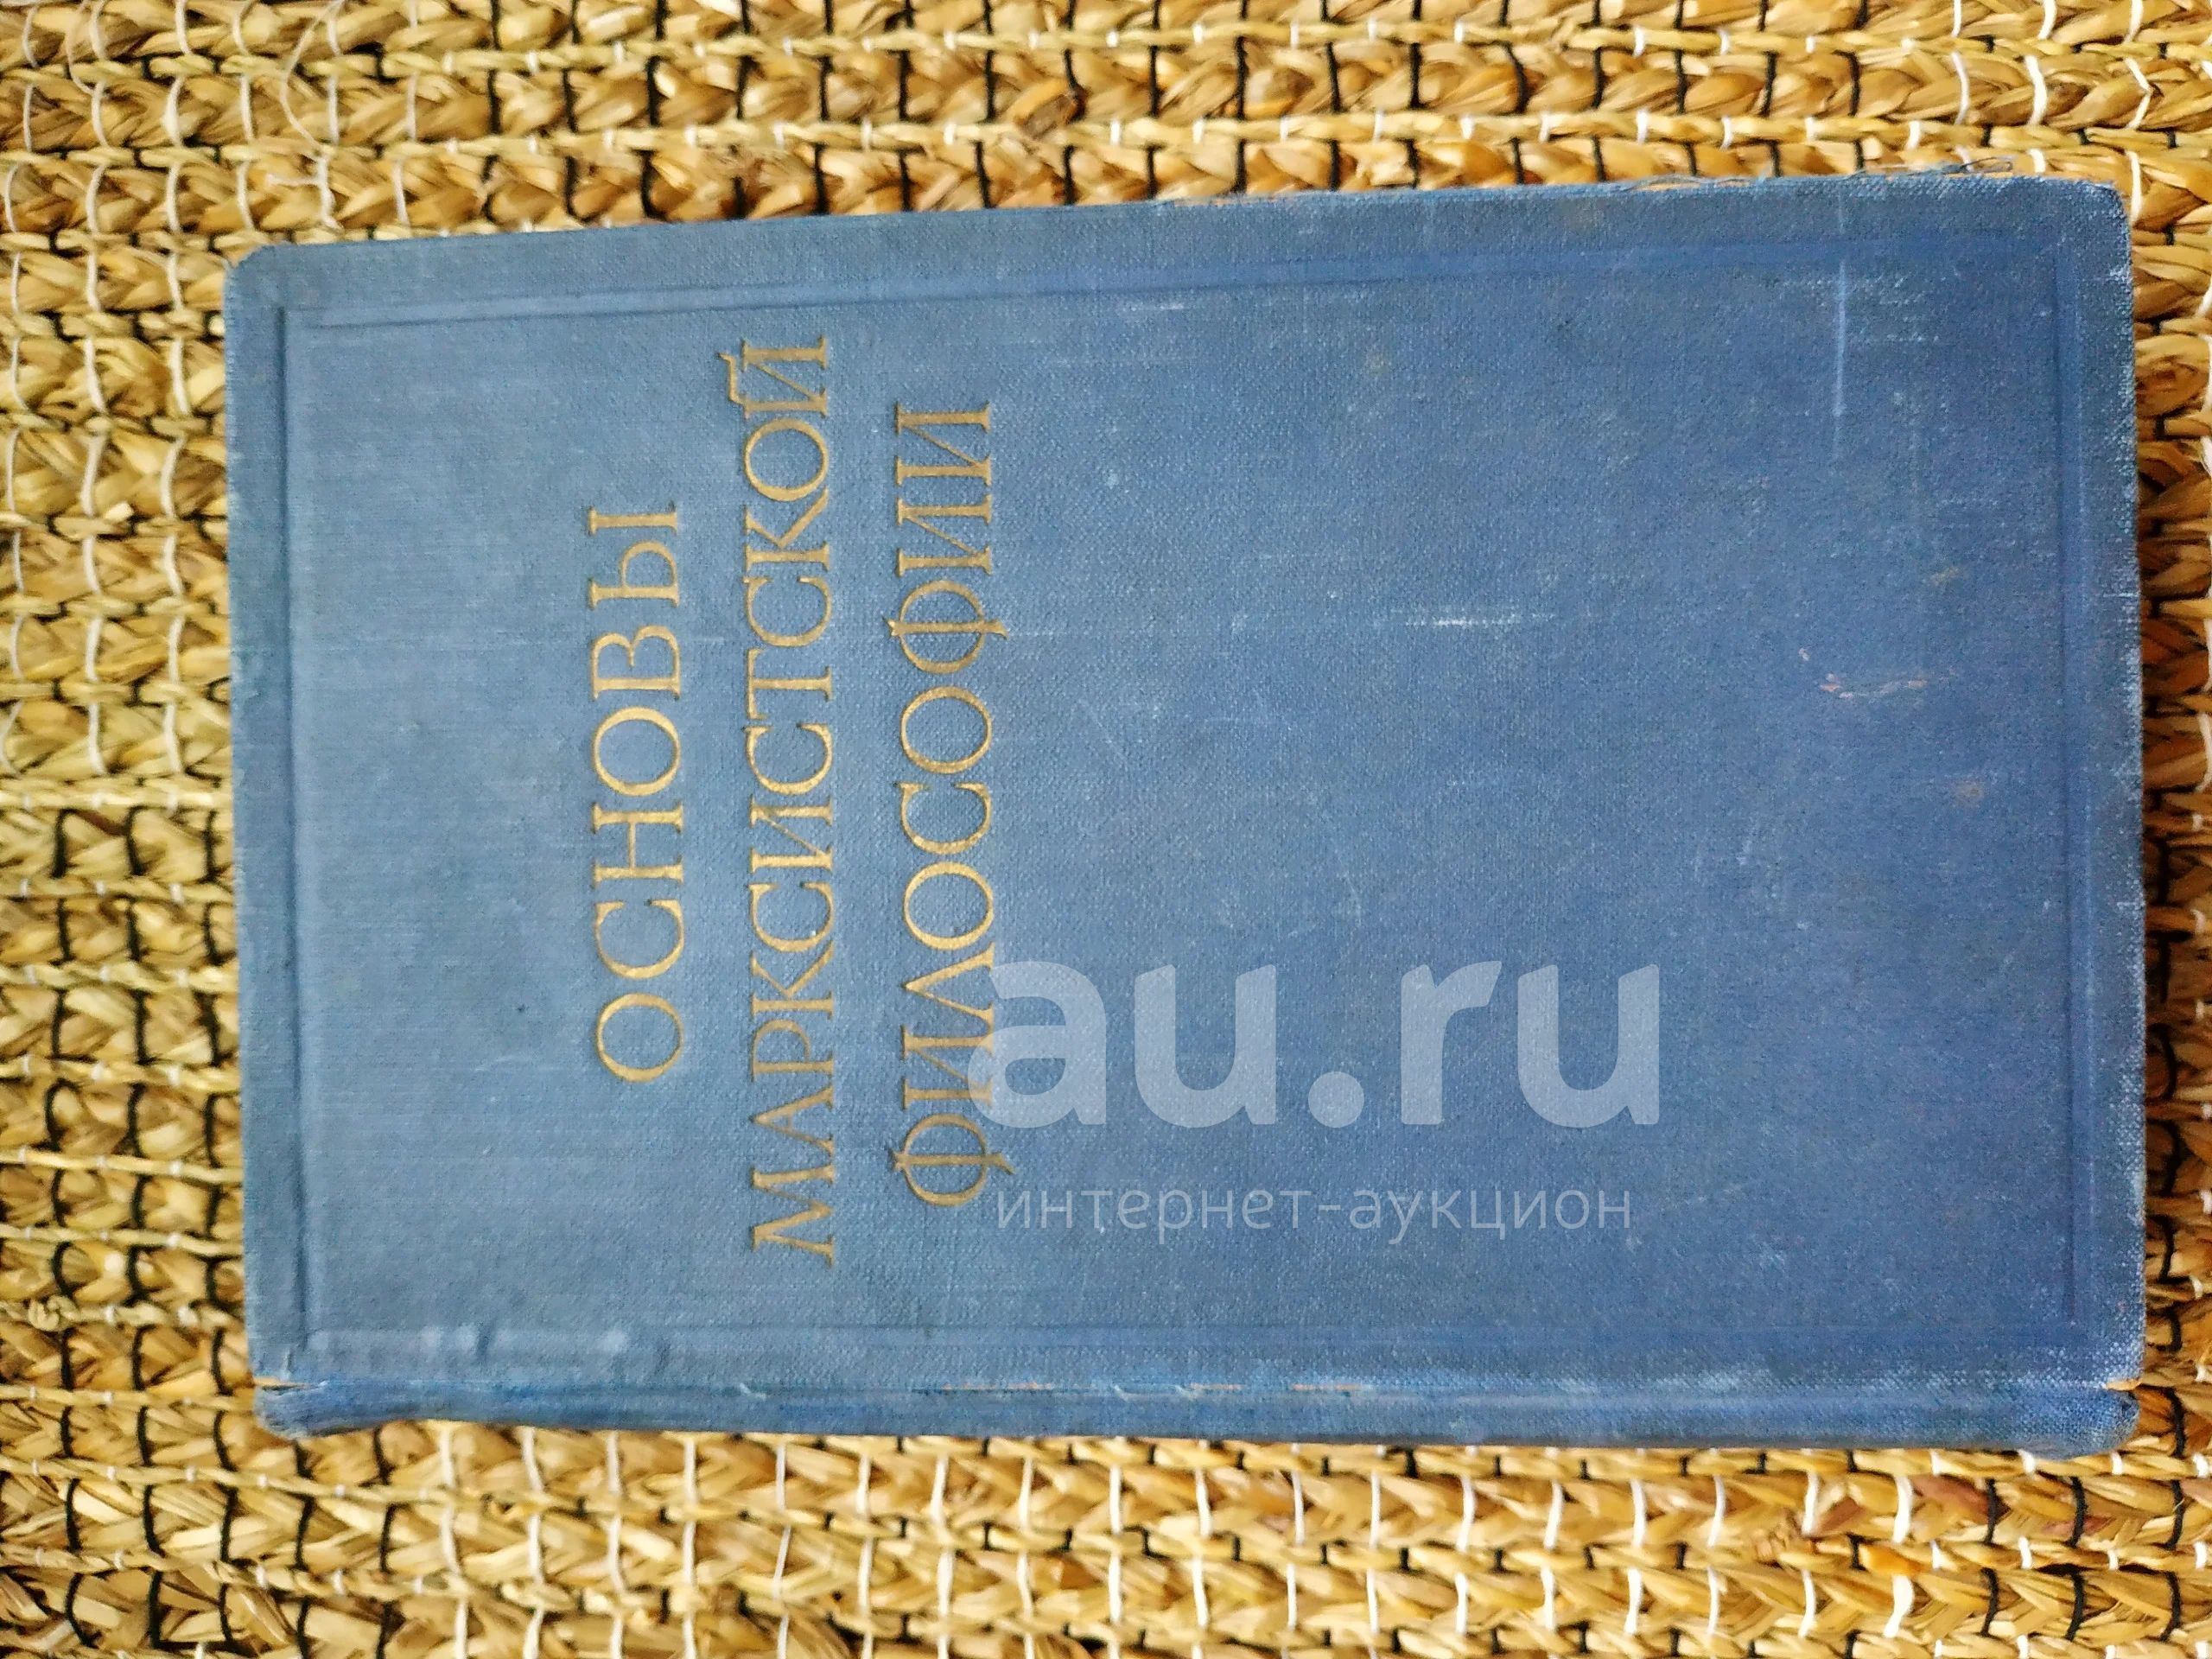 ОСНОВЫ
МАРКСИСТСКОЙ
ФИЛОСОФИИ
au.ru
интернет-аукцион